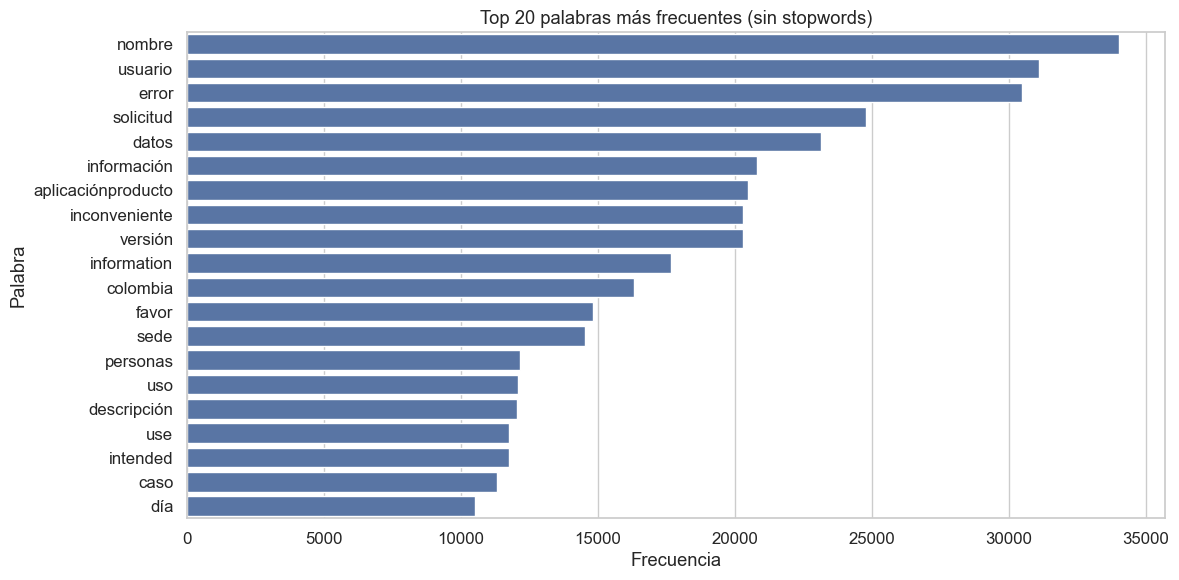 Top 20 palabras más frecuentes (sin stopwords)
Palabra
nombre
usuario
error
solicitud
datos
información
aplicaciónproducto
inconveniente
versión
information
colombia
favor
sede
personas
uso
descripción
use
intended
caso
día
0 5000 10000 15000 20000 25000 30000 35000
Frecuencia